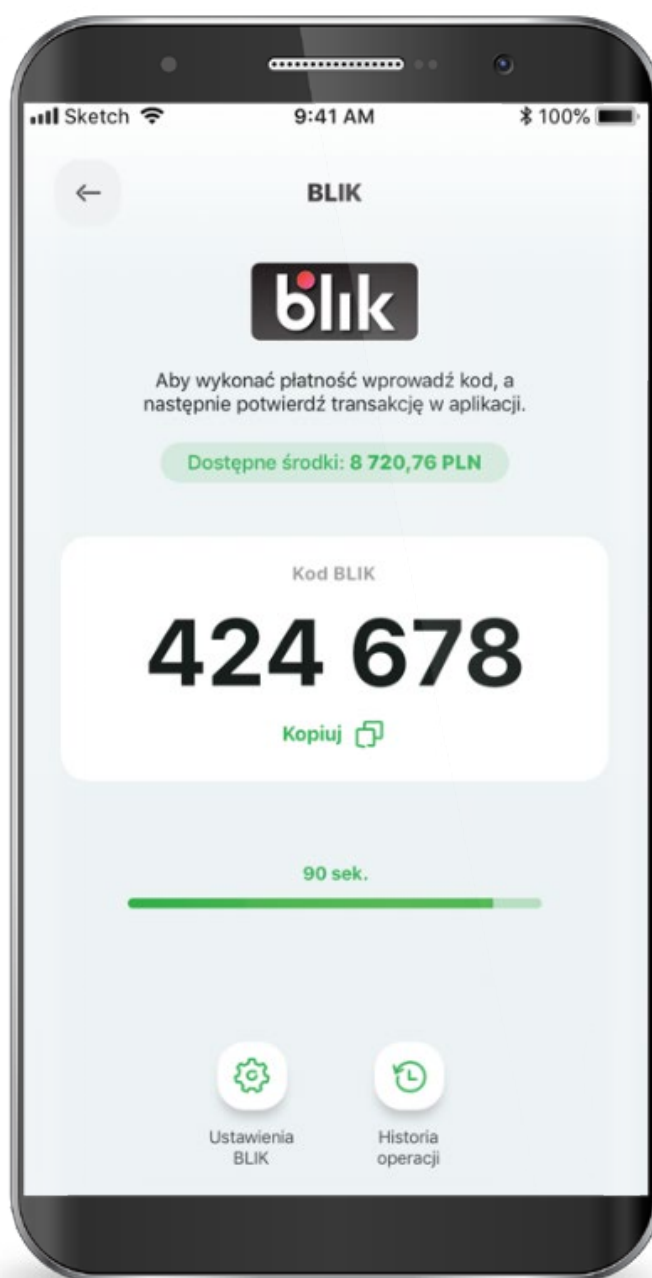 Sketch 9:41 AM 100%
BLIK
blik
Aby wykonać płatność wprowadź kod, a
następnie potwierdź transakcję w aplikacji.
Dostępne środki: 8 720,76 PLN
Kod BLIK
424 678
Kopiuj
90 sek.
Ustawienia
BLIK
Historia
operacji